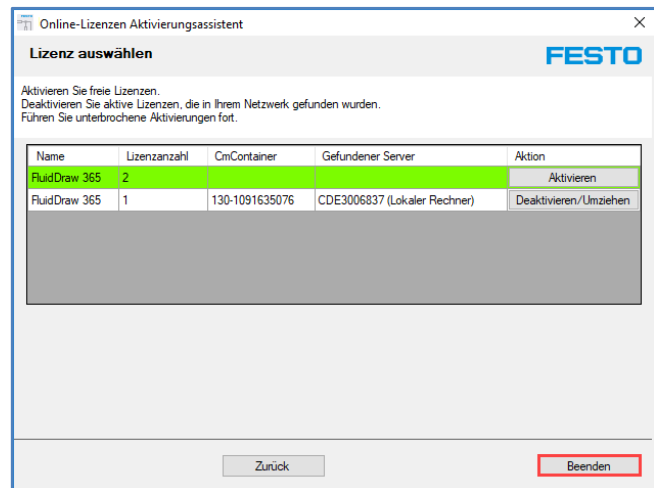 Online-Lizenzen Aktivierungsassistent
Lizenz auswählen
FESTO
Aktivieren Sie freie Lizenzen.
Deaktivieren Sie aktive Lizenzen, die in Ihrem Netzwerk gefunden wurden.
Führen Sie unterbrochene Aktivierungen fort.
Name Lizenzanzahl CmContainer Gefundener Server Aktion
FluidDraw 365 2 Aktivieren
FluidDraw 365 1 130-1091635076 CDE3006837 (Lokaler Rechner) Deaktivieren/Umziehen
Zurück Beenden